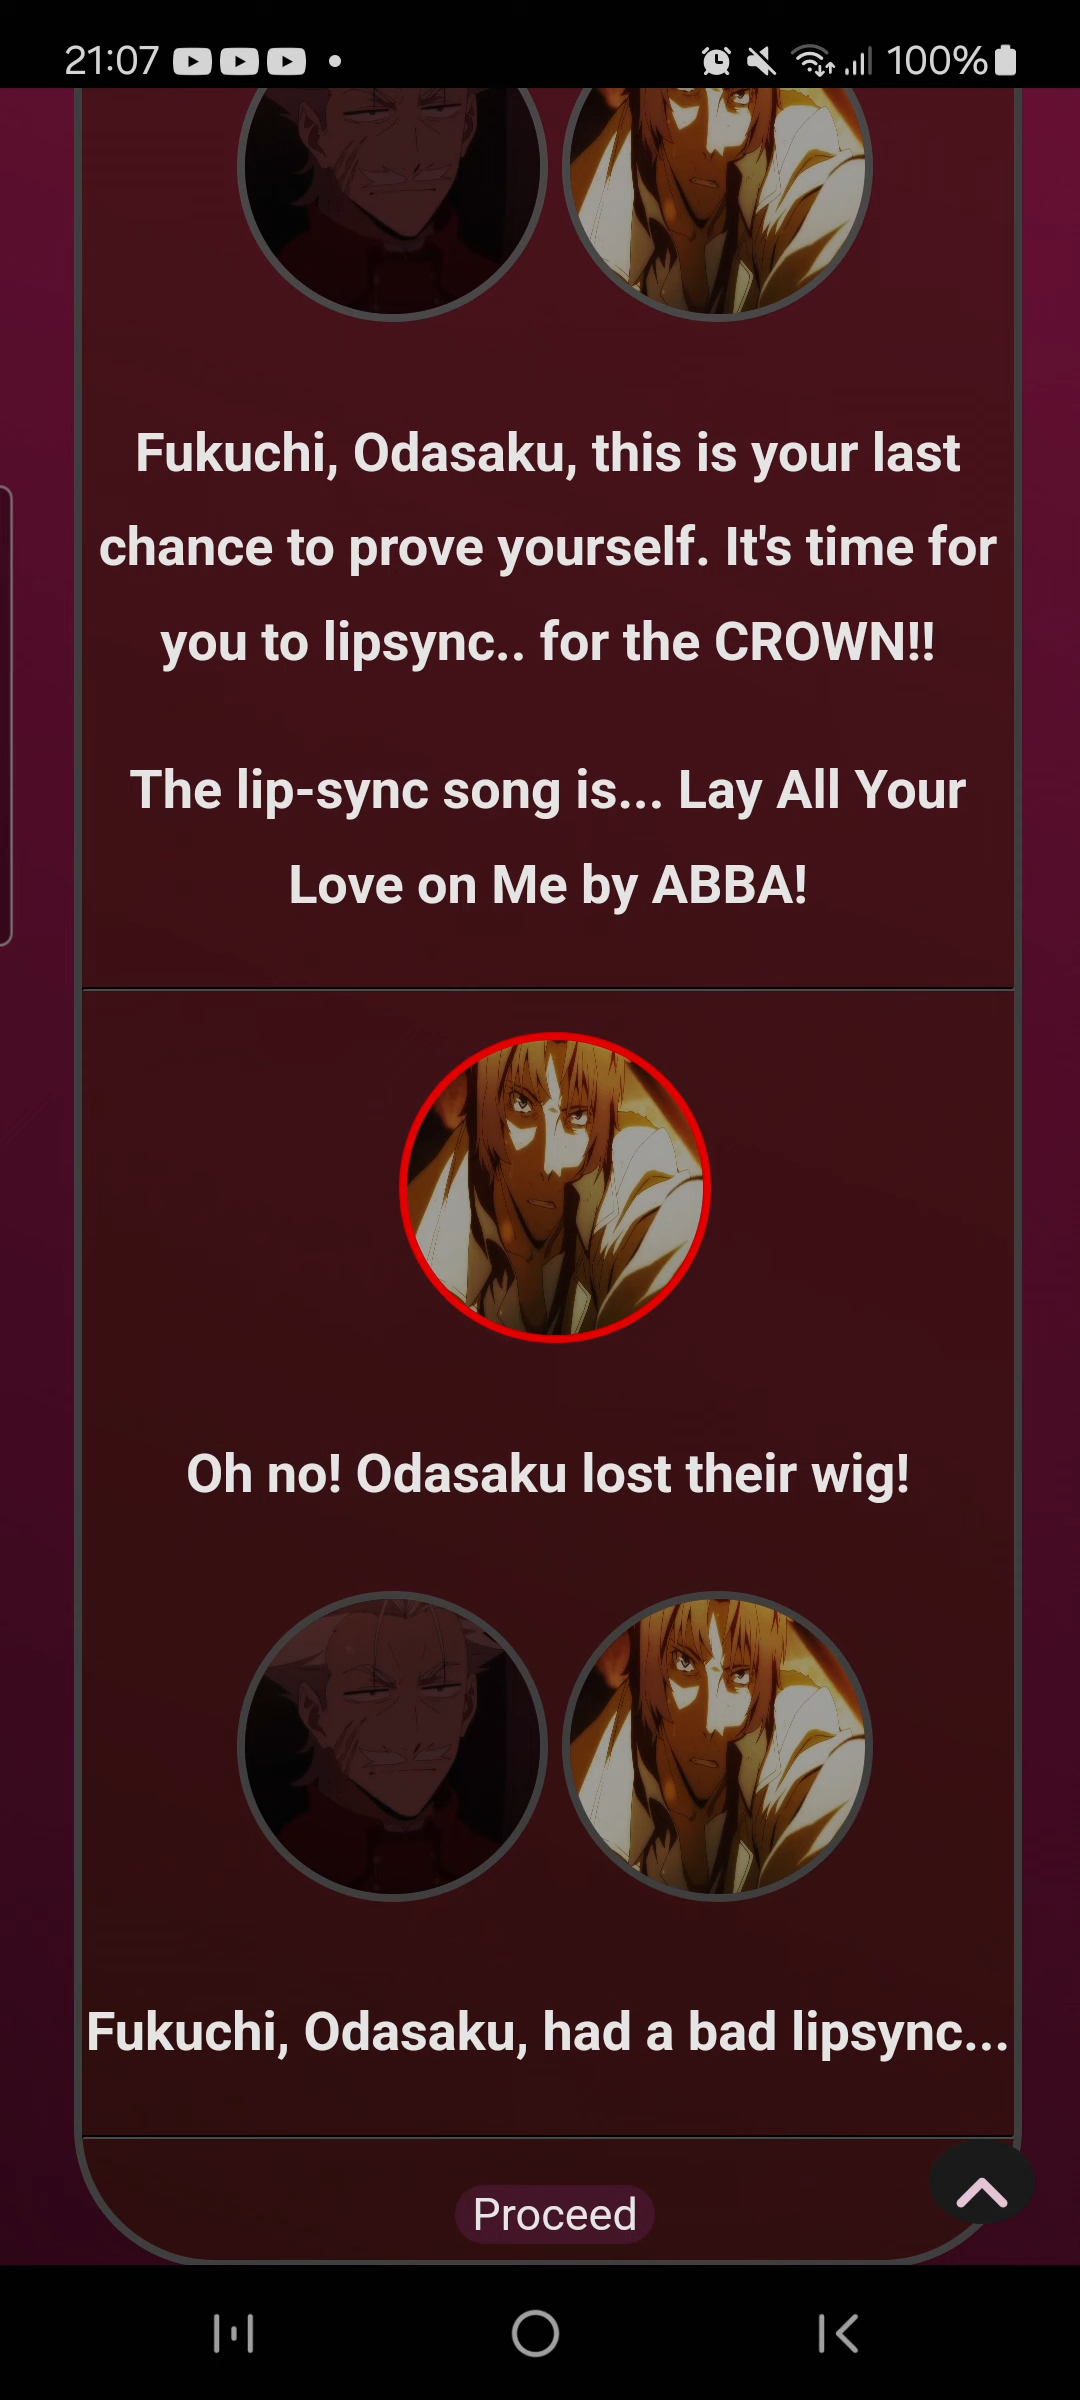 21:07
100%
Fukuchi, Odasaku, this is your last
chance to prove yourself. It's time for
you to lipsync.. for the CROWN!!
The lip-sync song is... Lay All Your
Love on Me by ABBA!
Oh no! Odasaku lost their wig!
Fukuchi, Odasaku, had a bad lipsync...
Proceed